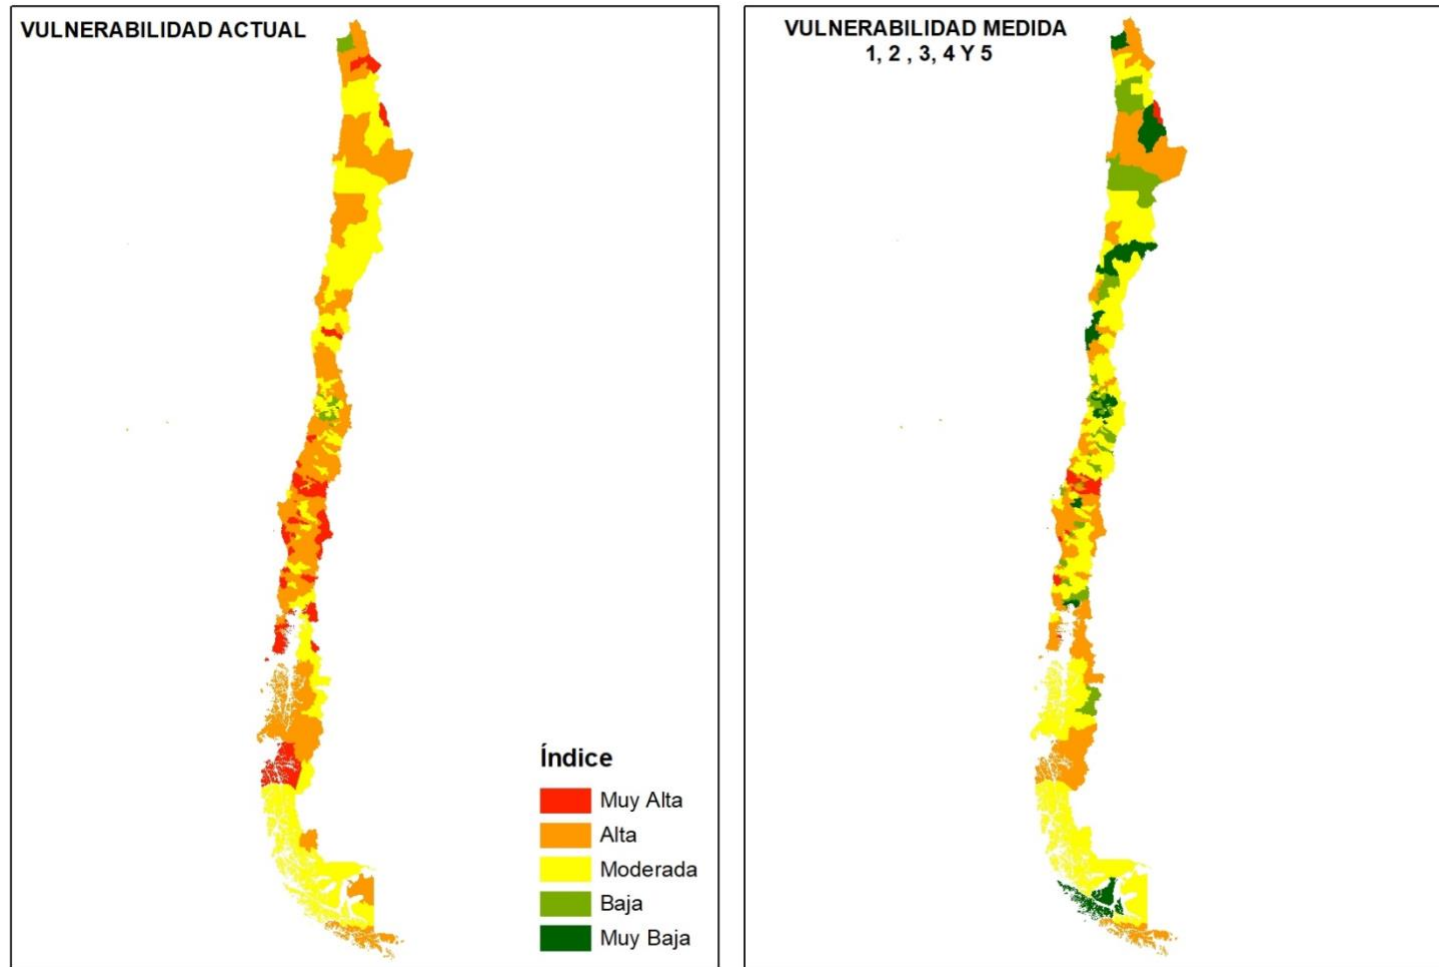 VULNERABILIDAD ACTUAL
VULNERABILIDAD MEDIDA
1, 2 , 3, 4 Y 5
Índice
Muy Alta
Alta
Moderada
Baja
Muy Baja